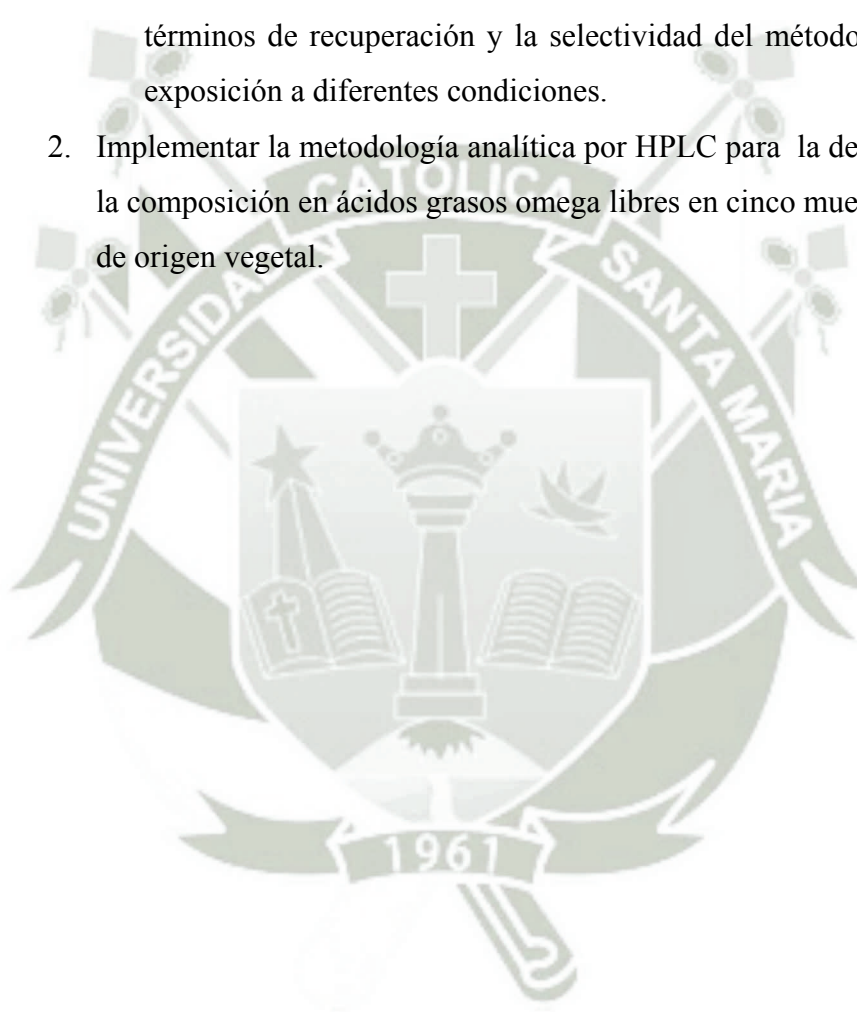 términos de recuperación y la selectividad del método
exposición a diferentes condiciones.
2. Implementar la metodología analítica por HPLC para la de
la composición en ácidos grasos omega libres en cinco mue
de origen vegetal.
UNIVERSIDAD CATOLICA SANTA MARIA
1961